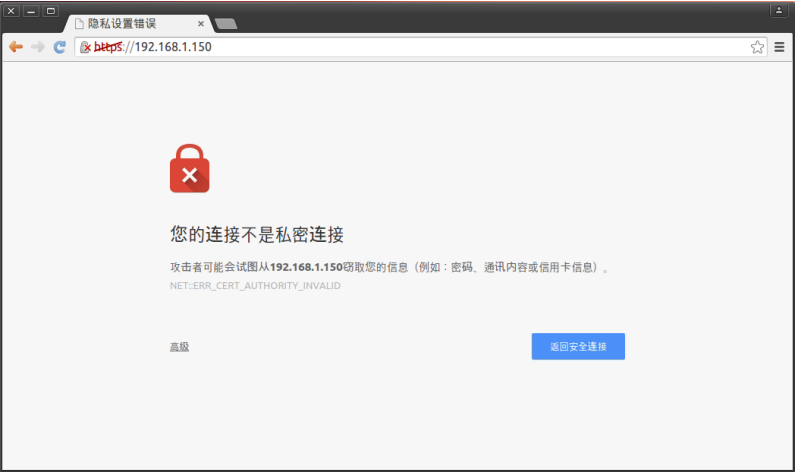 隐私设置错误
https://192.168.1.150
您的连接不是私密连接
攻击者可能会试图从192.168.1.150窃取您的信息（例如：密码、通讯内容或信用卡信息）。
NET::ERR_CERT_AUTHORITY_INVALID
高级
返回安全连接